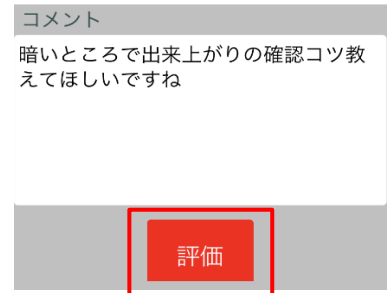 コメント
暗いところで出来上がりの確認コツ教
えてほしいですね
評価